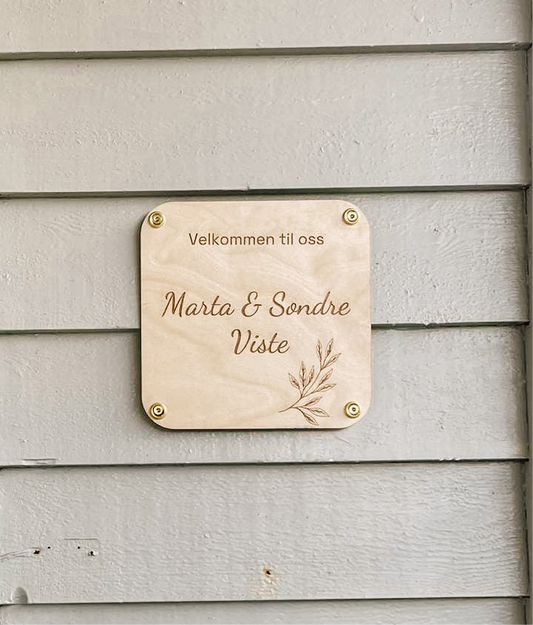 Velkommen til oss
Marta & Sondre
Viste